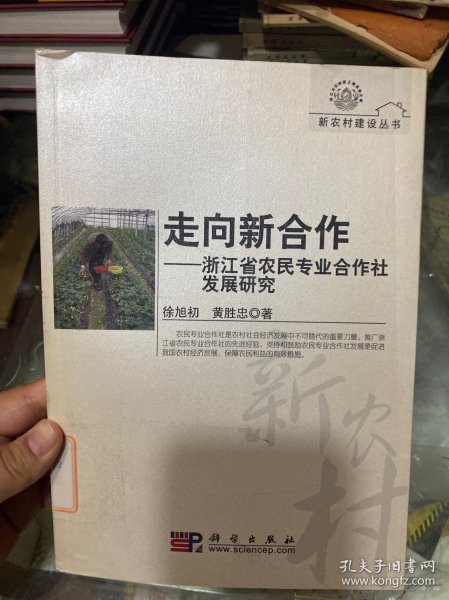 新农村建设丛书
走向新合作
——浙江省农民专业合作社
发展研究
徐旭初 黄胜忠◎著
农民专业合作社是农村社会经济发展中不可替代的重要力量。推广浙
江省农民专业合作社的先进经验、支持和鼓励农民专业合作社发展是促进
我国农村经济发展、保障农民利益的有效措施。
新农村
科学出版社
www.sciencep.com
孔夫子旧书网
www.kongfz.com